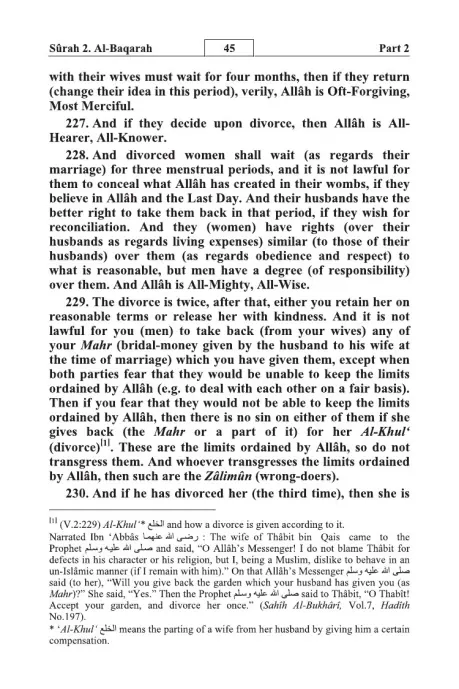 Sûrah 2. Al-Baqarah 45 Part 2
with their wives must wait for four months, then if they return
(change their idea in this period), verily, Allâh is Oft-Forgiving,
Most Merciful.
227. And if they decide upon divorce, then Allâh is All-
Hearer, All-Knower.
228. And divorced women shall wait (as regards their
marriage) for three menstrual periods, and it is not lawful for
them to conceal what Allâh has created in their wombs, if they
believe in Allâh and the Last Day. And their husbands have the
better right to take them back in that period, if they wish for
reconciliation. And they (women) have rights (over their
husbands as regards living expenses) similar (to those of their
husbands) over them (as regards obedience and respect) to
what is reasonable, but men have a degree (of responsibility)
over them. And Allâh is All-Mighty, All-Wise.
229. The divorce is twice, after that, either you retain her on
reasonable terms or release her with kindness. And it is not
lawful for you (men) to take back (from your wives) any of
your Mahr (bridal-money given by the husband to his wife at
the time of marriage) which you have given them, except when
both parties fear that they would be unable to keep the limits
ordained by Allâh (e.g. to deal with each other on a fair basis).
Then if you fear that they would not be able to keep the limits
ordained by Allâh, then there is no sin on either of them if she
gives back (the Mahr or a part of it) for her Al-Khul‘
(divorce)[1]. These are the limits ordained by Allâh, so do not
transgress them. And whoever transgresses the limits ordained
by Allâh, then such are the Zâlimûn (wrong-doers).
230. And if he has divorced her (the third time), then she is
[1] (V.2:229) Al-Khul‘* الخلع and how a divorce is given according to it.
Narrated Ibn ‘Abbâs رضى الله عنهما : The wife of Thâbit bin Qais came to the
Prophet صلى الله عليه وسلم and said, “O Allâh’s Messenger! I do not blame Thâbit for
defects in his character or his religion, but I, being a Muslim, dislike to behave in an
un-Islâmic manner (if I remain with him).” On that Allâh’s Messenger صلى الله عليه وسلم
said (to her), “Will you give back the garden which your husband has given you (as
Mahr)?” She said, “Yes.” Then the Prophet صلى الله عليه وسلم said to Thâbit, “O Thabît!
Accept your garden, and divorce her once.” (Sahîh Al-Bukhârî, Vol.7, Hadîth
No.197).
* ‘Al-Khul‘ الخلع means the parting of a wife from her husband by giving him a certain
compensation.